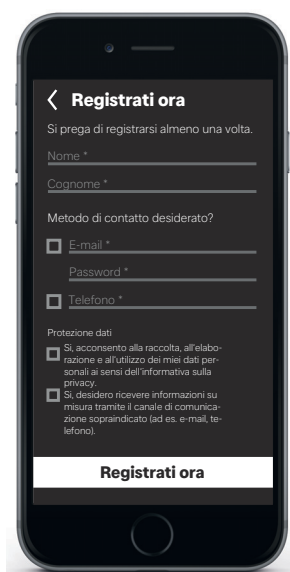 Registrati ora
Si prega di registrarsi almeno una volta.
Nome *
Cognome *
Metodo di contatto desiderato?
E-mail *
Password *
Telefono *
Protezione dati
Si, acconsento alla raccolta, all'elabo-
razione e all'utilizzo dei miei dati per-
sonali ai sensi dell'informativa sulla
privacy.
Si, desidero ricevere informazioni su
misura tramite il canale di comunica-
zione sopraindicato (ad es. e-mail, te-
lefono).
Registrati ora